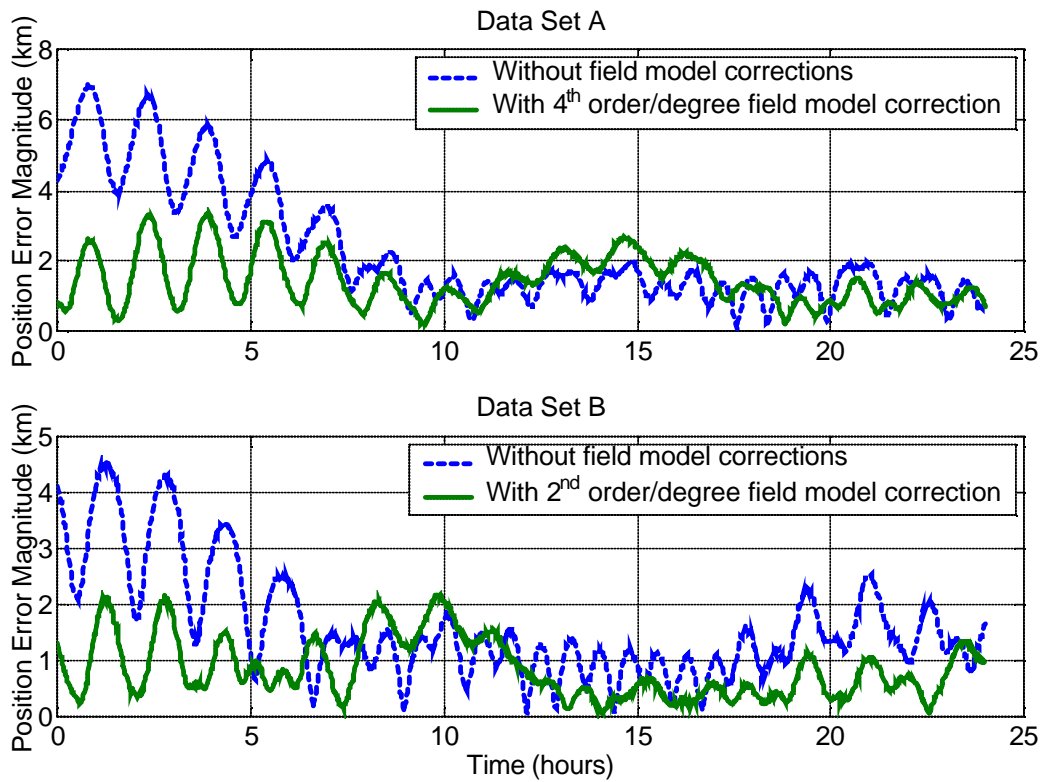 Data Set A
Position Error Magnitude (km)
8
6
4
2
0
Without field model corrections
With 4th order/degree field model correction
0 5 10 15 20 25
Data Set B
Position Error Magnitude (km)
5
4
3
2
1
0
Without field model corrections
With 2nd order/degree field model correction
0 5 10 15 20 25
Time (hours)